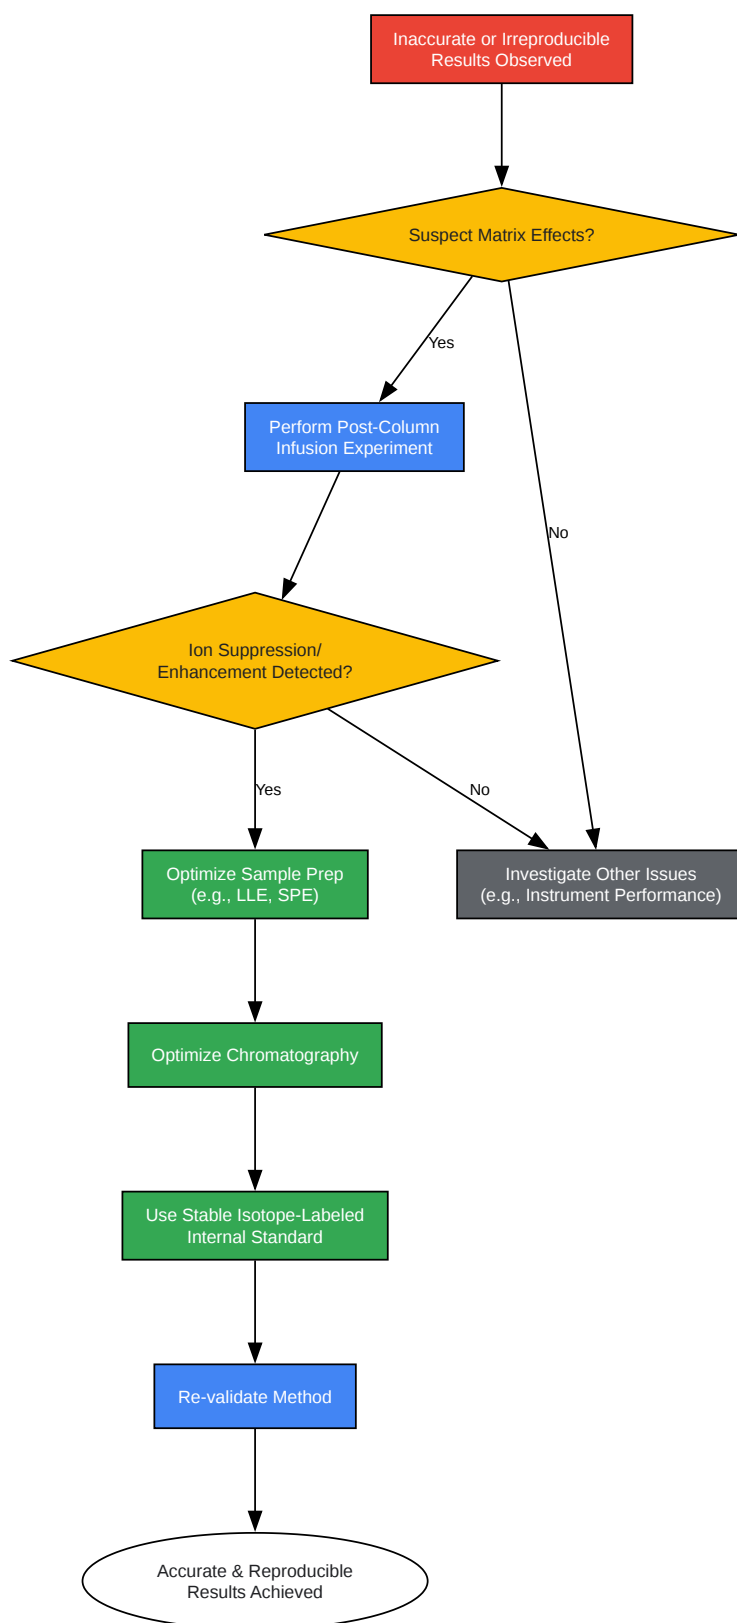 Inaccurate or Irreproducible
Results Observed
Suspect Matrix Effects?
Yes
Perform Post-Column
Infusion Experiment
No
Ion Suppression/
Enhancement Detected?
Yes
No
Optimize Sample Prep
(e.g., LLE, SPE)
Investigate Other Issues
(e.g., Instrument Performance)
Optimize Chromatography
Use Stable Isotope-Labeled
Internal Standard
Re-validate Method
Accurate & Reproducible
Results Achieved